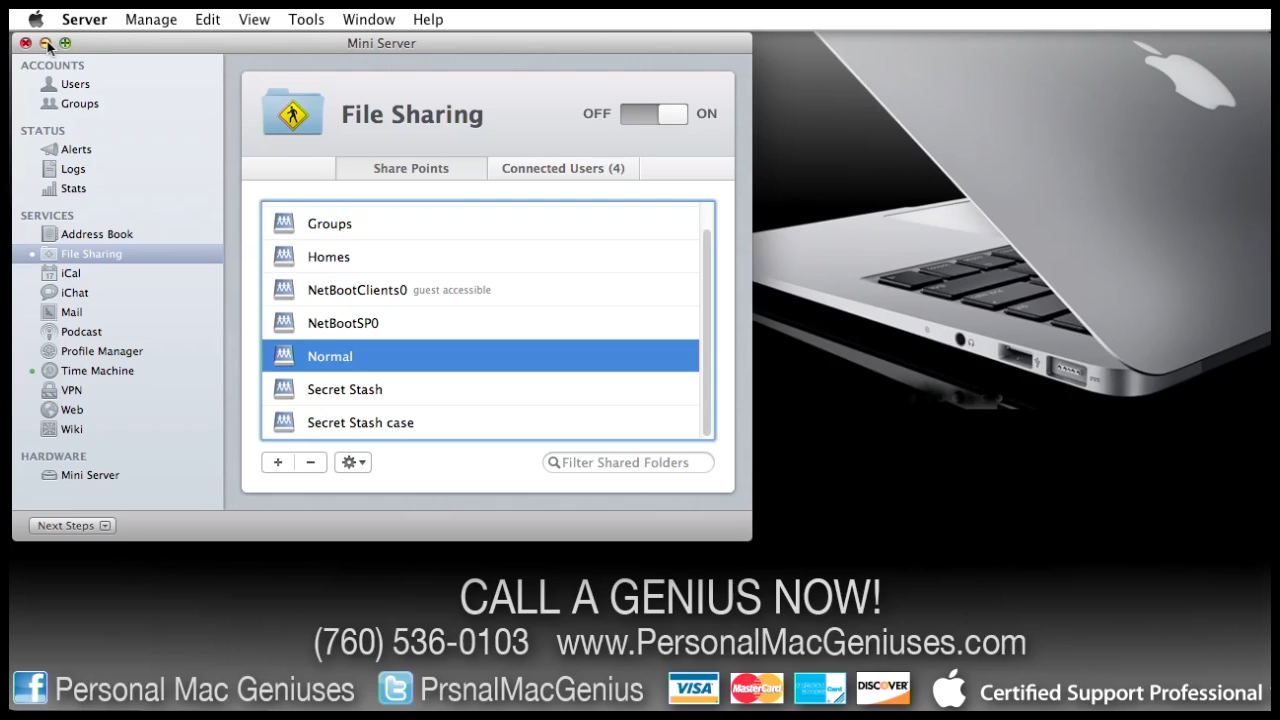 Server Manage Edit View Tools Window Help
Mini Server
ACCOUNTS
Users
Groups
STATUS
Alerts
Logs
Stats
SERVICES
Address Book
File Sharing
iCal
iChat
Mail
Podcast
Profile Manager
Time Machine
VPN
Web
Wiki
HARDWARE
Mini Server
Next Steps
File Sharing
OFF ON
Share Points Connected Users (4)
Groups
Homes
NetBootClients0 guest accessible
NetBootSP0
Normal
Secret Stash
Secret Stash case
+ − Filter Shared Folders
CALL A GENIUS NOW!
(760) 536-0103 www.PersonalMacGeniuses.com
Personal Mac Geniuses PrsnalMacGenius VISA MasterCard DISCOVER Certified Support Professional